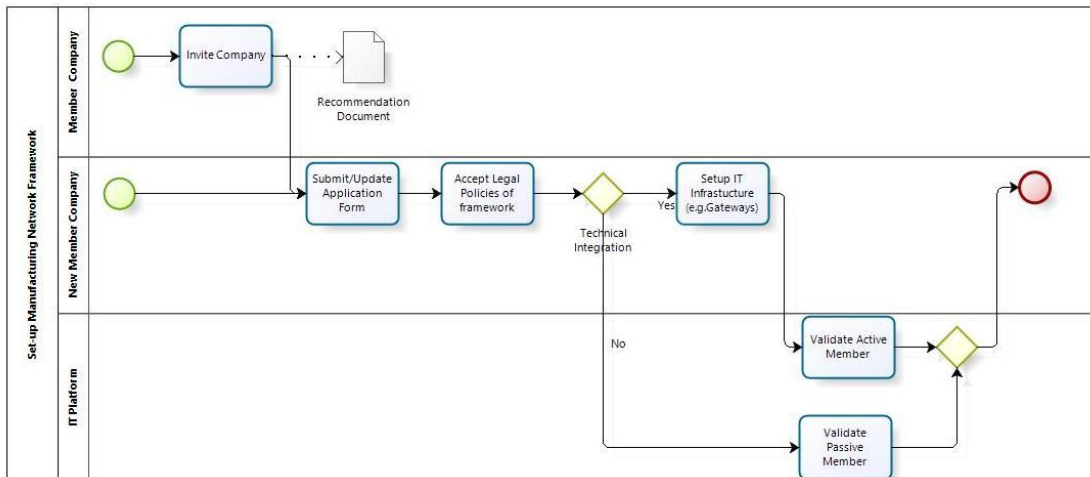 Set-up Manufacturing Network Framework
Member Company
Invite Company
Recommendation
Document
New Member Company
Submit/Update
Application
Form
Accept Legal
Policies of
framework
Technical
Integration
Yes
Setup IT
Infrastucture
(e.g.Gateways)
IT Platform
No
Validate Active
Member
Validate
Passive
Member